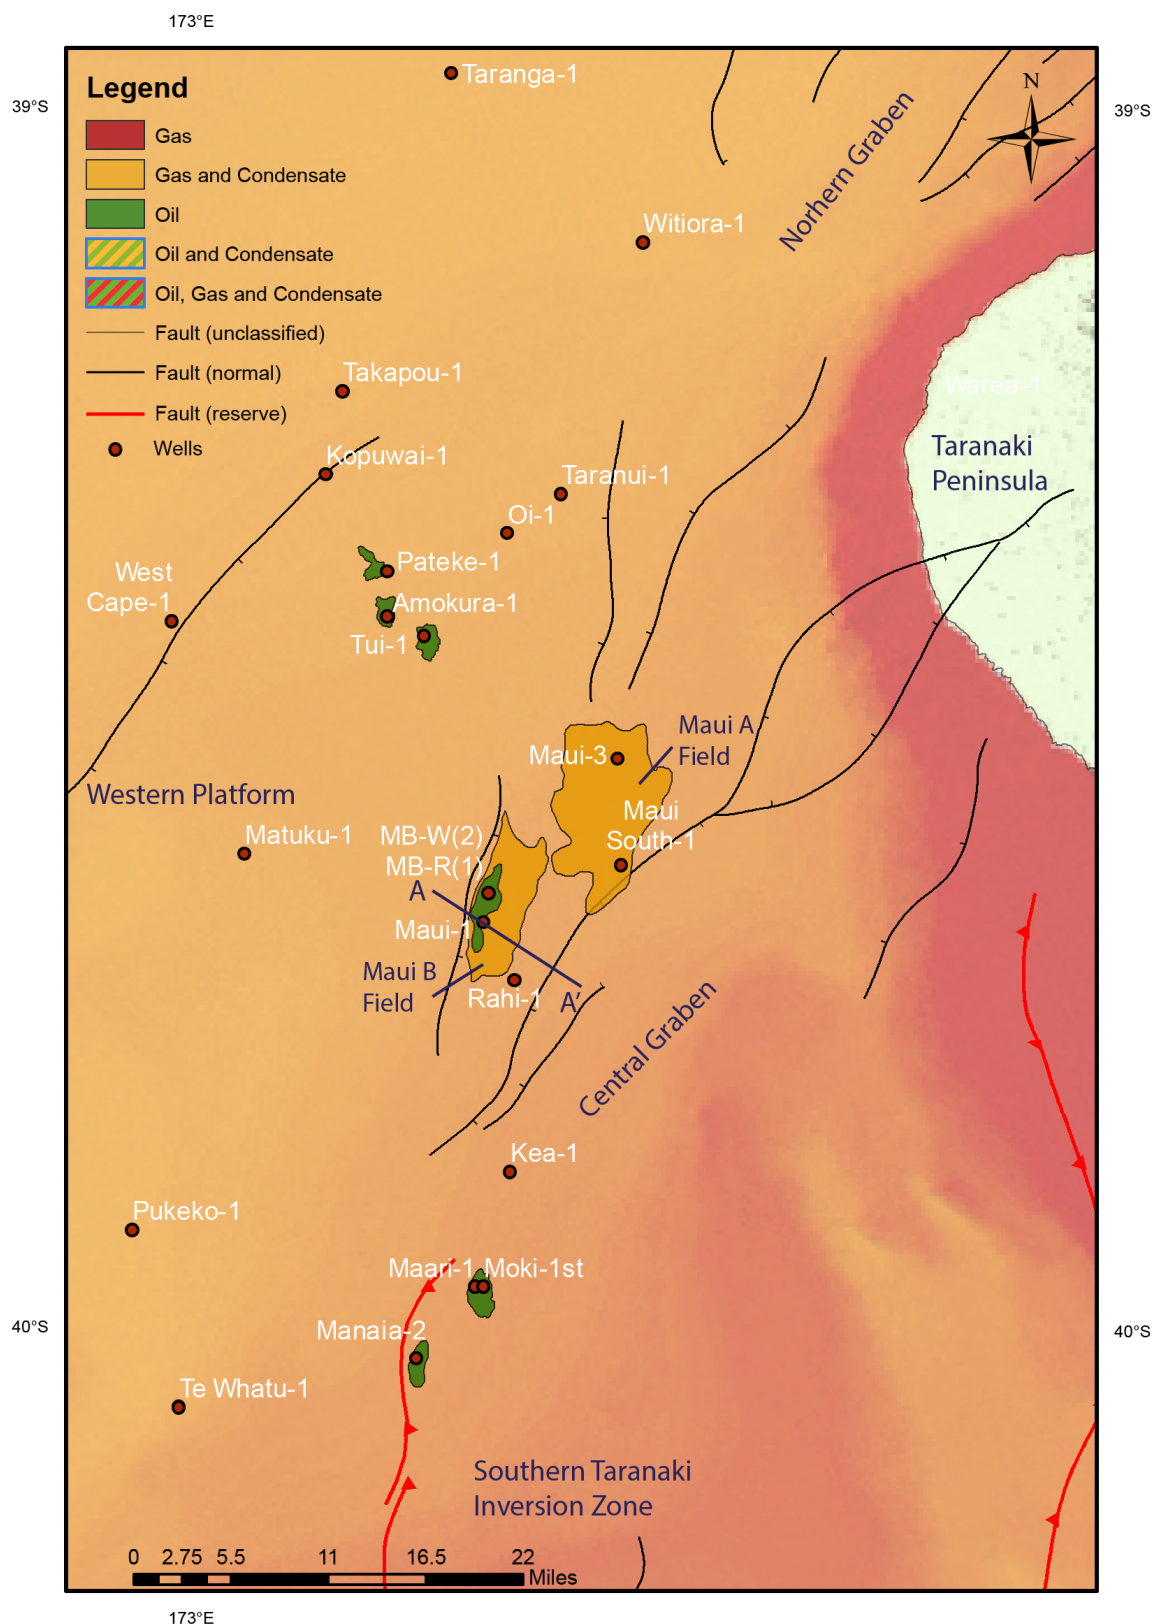 173°E
39°S
39°S
Legend
Gas
Gas and Condensate
Oil
Oil and Condensate
Oil, Gas and Condensate
Fault (unclassified)
Fault (normal)
Fault (reserve)
Wells
N
Taranga-1
Norhern Graben
Witiora-1
Takapou-1
Warea-1
Kopuwai-1
Taranaki
Peninsula
Taranui-1
Oi-1
Pateke-1
West
Cape-1
Amokura-1
Tui-1
Maui A
Field
Maui-3
Western Platform
Maui
South-1
Matuku-1
MB-W(2)
MB-R(1)
A
Maui-1
Maui B
Field
Rahi-1
A'
Central Graben
Kea-1
Pukeko-1
Maari-1
Moki-1st
40°S
40°S
Manaia-2
Te Whatu-1
Southern Taranaki
Inversion Zone
0 2.75 5.5 11 16.5 22
Miles
173°E